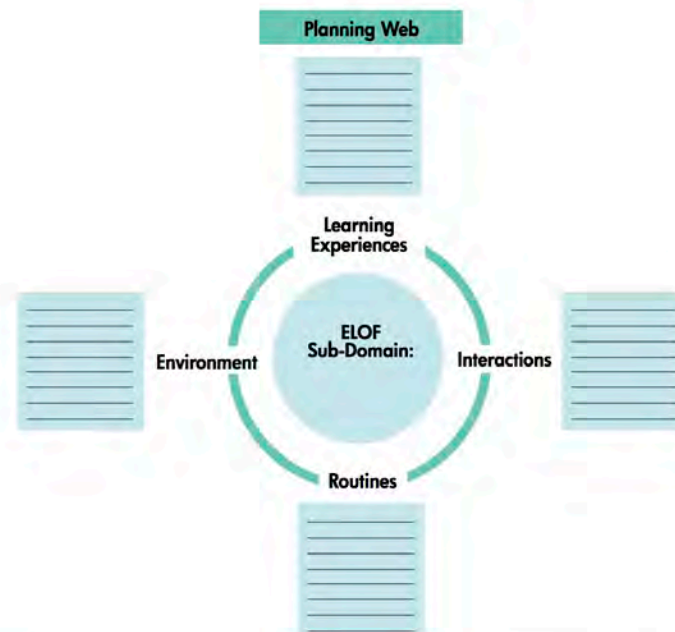 Planning Web
Learning
Experiences
ELOF
Sub-Domain:
Environment
Interactions
Routines